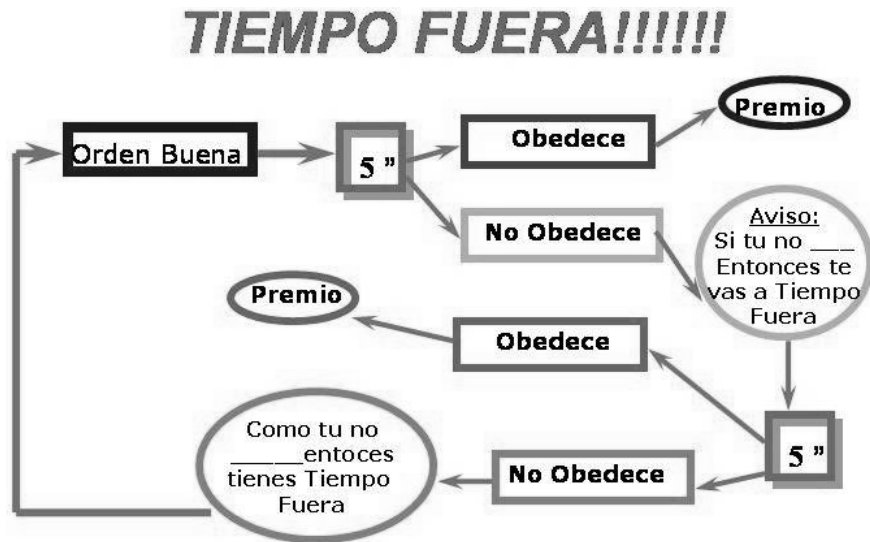 TIEMPO FUERA!!!!!!
Orden Buena
5 ”
Obedece
Premio
No Obedece
Aviso:
Si tu no ___
Entonces te
vas a Tiempo
Fuera
5 ”
Obedece
Premio
No Obedece
Como tu no
_____entoces
tienes Tiempo
Fuera